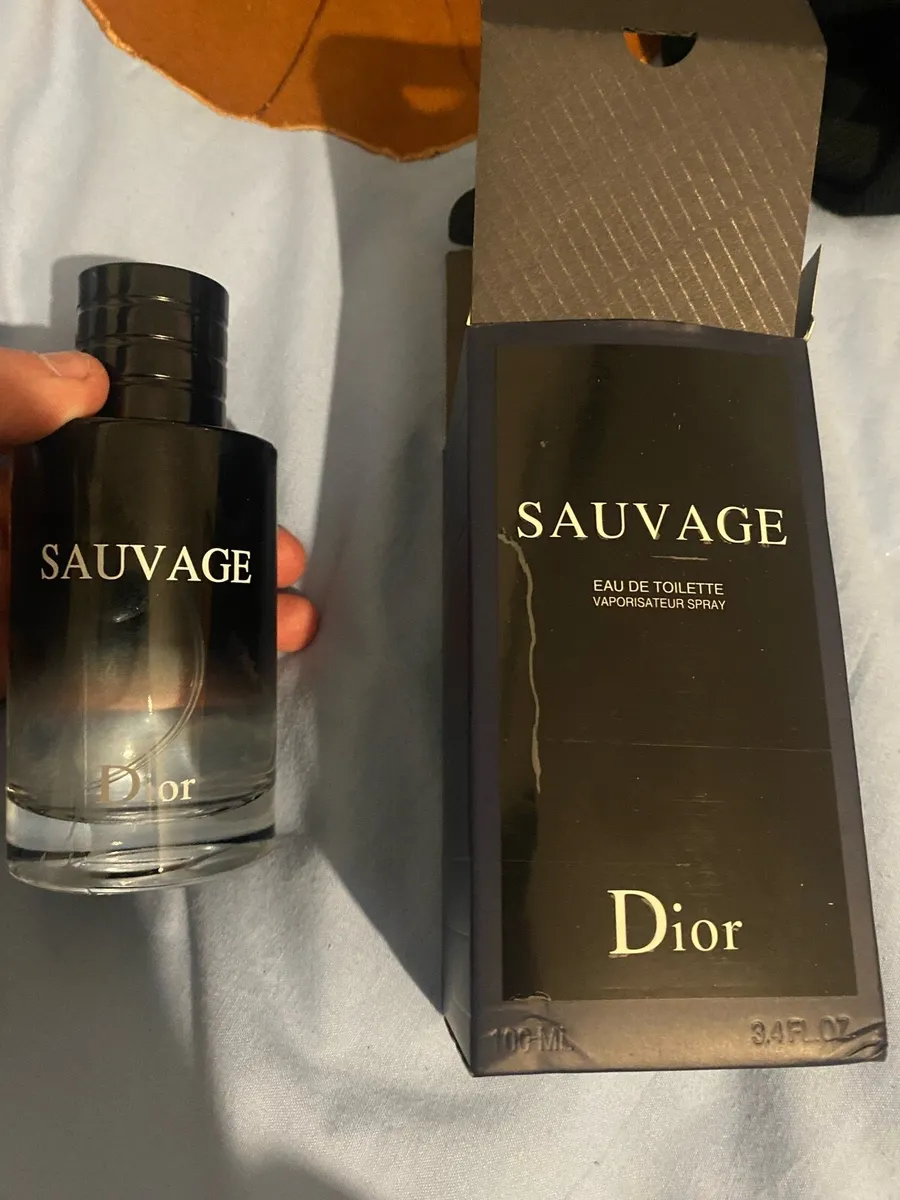 SAUVAGE
Dior
SAUVAGE
EAU DE TOILETTE
VAPORISATEUR SPRAY
Dior
100 ML
3.4 FL.OZ.